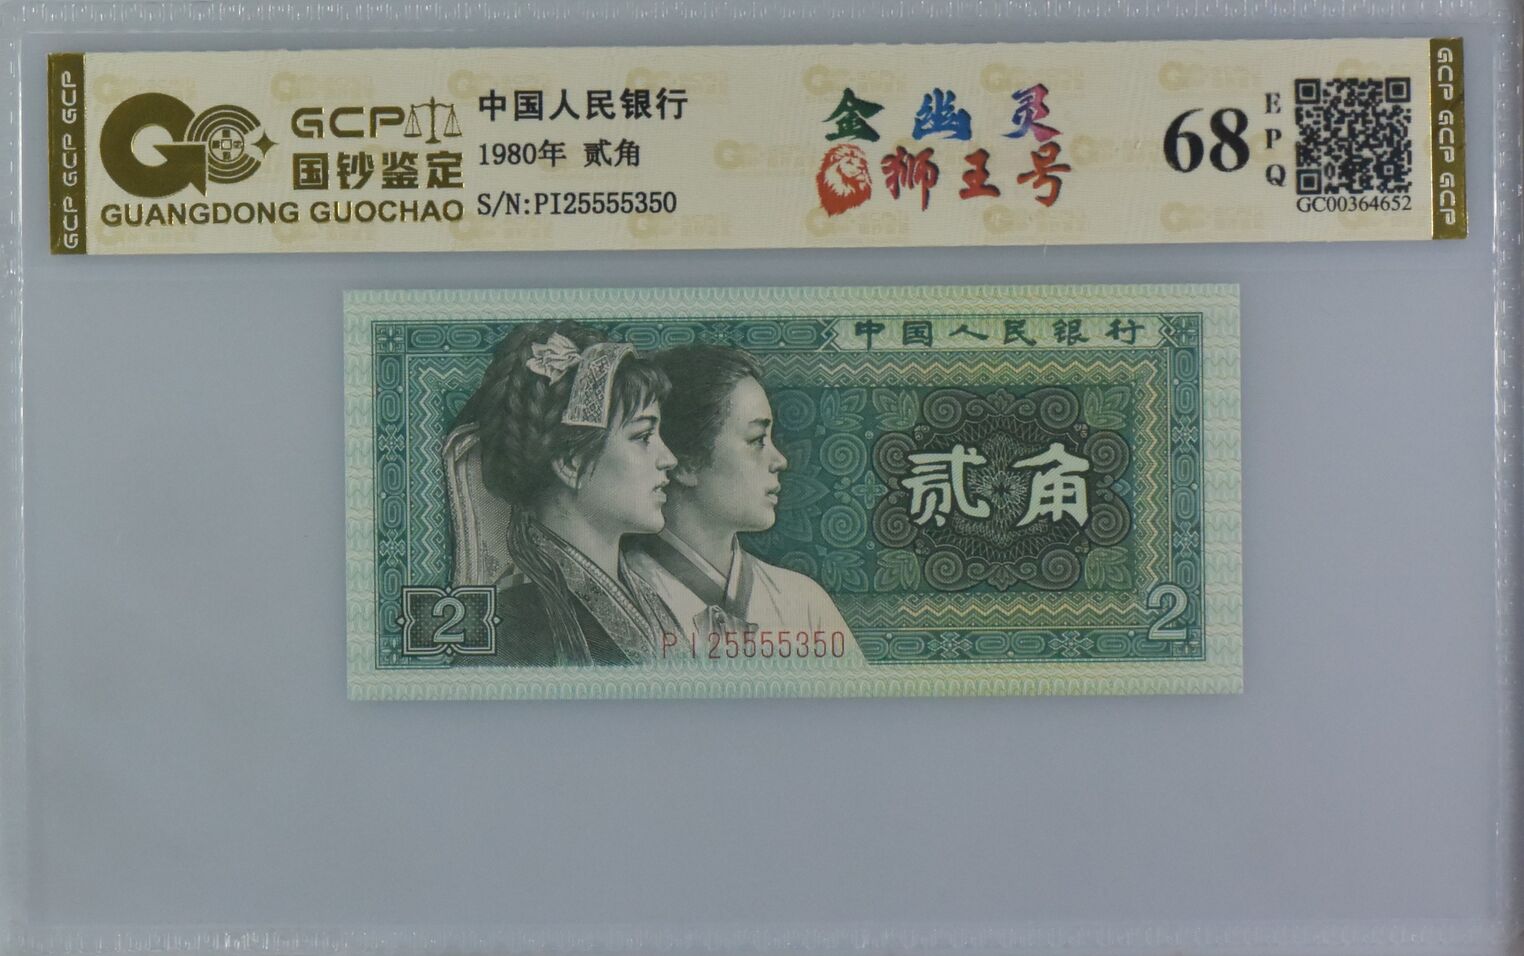 GCP GCP GCP
GCP
国钞鉴定
GUANGDONG GUOCHAO
中国人民银行
1980年 贰角
S/N:PI25555350
金幽灵
狮王号
68
EPQ
GC00364652
GCP GCP GCP
中国人民银行
贰角
2
2
PI25555350